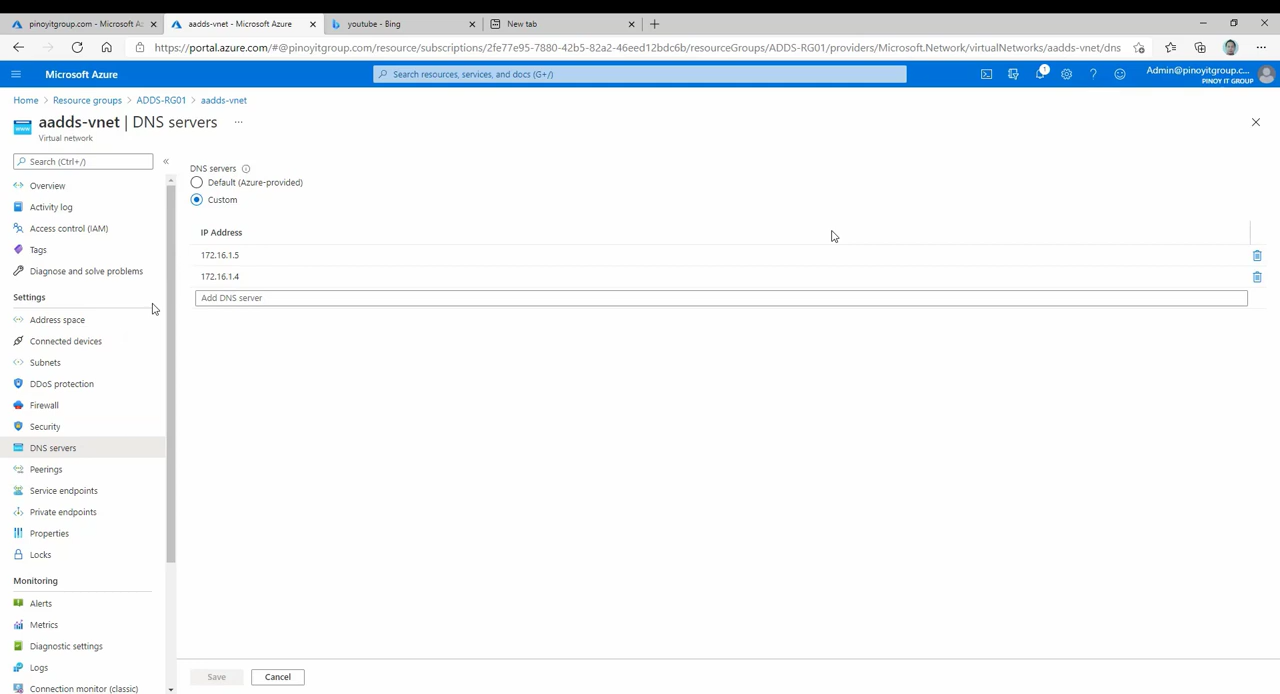 pinoyitgroup.com - Microsoft Az
aadds-vnet - Microsoft Azure
youtube - Bing
New tab
https://portal.azure.com/#@pinoyitgroup.com/resource/subscriptions/2fe77e95-7880-42b5-82a2-46eed12bdc6b/resourceGroups/ADDS-RG01/providers/Microsoft.Network/virtualNetworks/aadds-vnet/dns
Microsoft Azure
Search resources, services, and docs (G+/)
1
Admin@pinoyitgroup.c...
PINOY IT GROUP
Home > Resource groups > ADDS-RG01 > aadds-vnet
aadds-vnet | DNS servers ...
Virtual network
Search (Ctrl+/)
Overview
Activity log
Access control (IAM)
Tags
Diagnose and solve problems
Settings
Address space
Connected devices
Subnets
DDoS protection
Firewall
Security
DNS servers
Peerings
Service endpoints
Private endpoints
Properties
Locks
Monitoring
Alerts
Metrics
Diagnostic settings
Logs
Connection monitor (classic)
DNS servers
Default (Azure-provided)
Custom
IP Address
172.16.1.5
172.16.1.4
Add DNS server
Save
Cancel